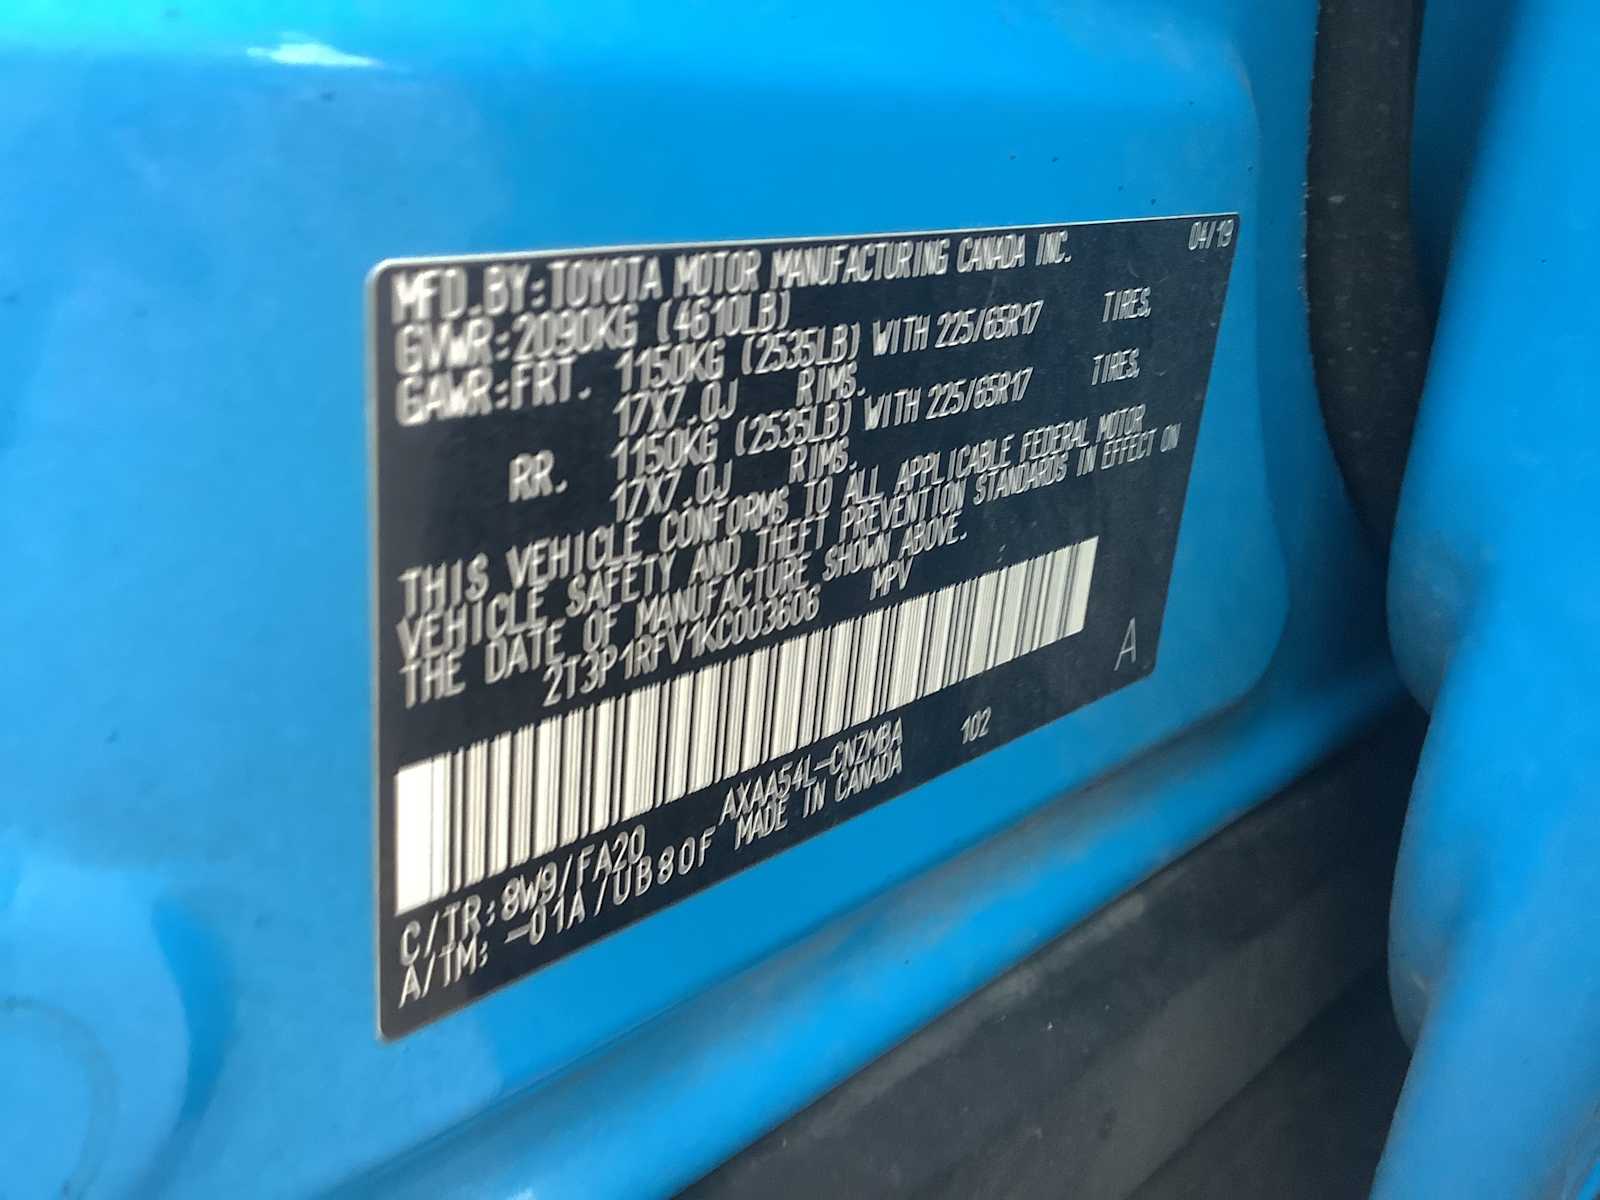 04/19
MFD.BY:TOYOTA MOTOR MANUFACTURING CANADA INC.
GVWR:2090KG (4610LB)
GAWR:FRT. 1150KG (2535LB) WITH 225/65R17 TIRES,
17X7.0J RIMS.
RR. 1150KG (2535LB) WITH 225/65R17 TIRES,
17X7.0J RIMS.
THIS VEHICLE CONFORMS TO ALL APPLICABLE FEDERAL MOTOR
VEHICLE SAFETY AND THEFT PREVENTION STANDARDS IN EFFECT ON
THE DATE OF MANUFACTURE SHOWN ABOVE.
2T3P1RFV1KC003606 MPV
A
C/TR:8W9/FA20 AXAA54L-CNZMBA 102
A/TM:-01A/UB80F MADE IN CANADA